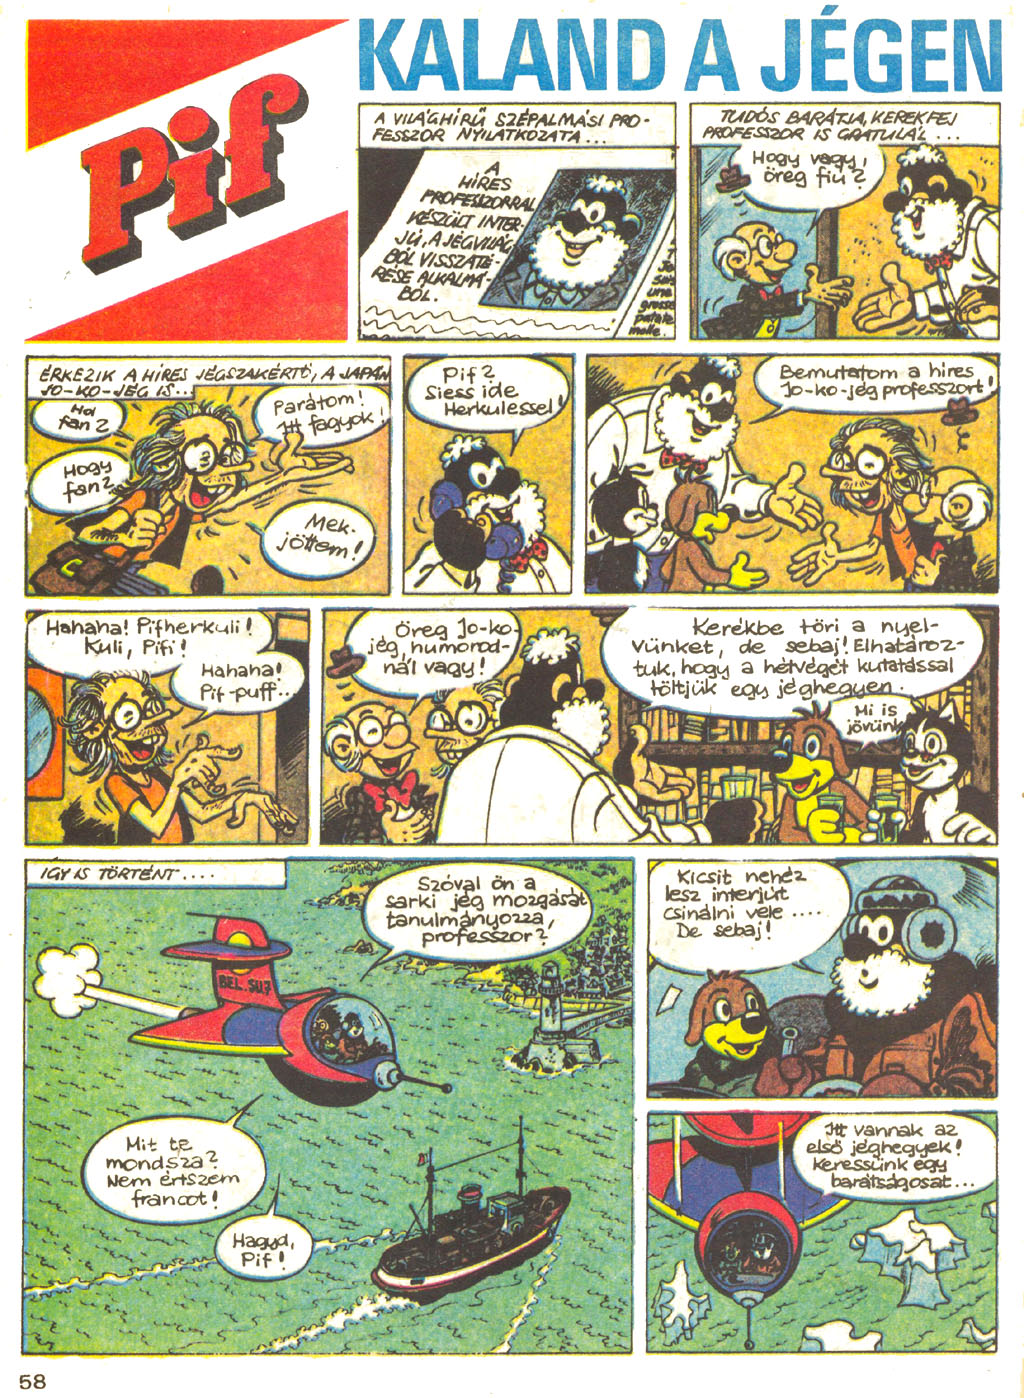 Pif
KALAND A JÉGEN
A VILÁGHÍRŰ SZÉPALMÁSI PRO-
FESSZOR NYILATKOZATA...
A
HÍRES
PROFESSZORRAL
KÉSZÜLT INTER-
JÚ, A JÉGVILÁG-
BÓL VISSZATÉ-
RÉSE ALKALMÁ-
BÓL.
une
grosse
patate
molle.
TUDÓS BARÁTJA, KEREKFEJ
PROFESSZOR IS GRATULÁL...
Hogy vagy,
öreg fiú?
ÉRKEZIK A HÍRES JÉGSZAKÉRTŐ, A JAPÁN
JO-KO-JÉG IS...
Hol
fan?
Hogy
fan?
Parátom!
Itt fagyok!
Mek-
jöttem!
Pif?
Siess ide
Herkulessel!
Bemutatom a híres
Jo-ko-jég professzort!
Hahaha! Pifherkuli!
Kuli, Pifi!
Hahaha!
Pif-puff...
Öreg Jo-ko-
jég, humorod-
nál vagy!
Kerékbe töri a nyel-
vünket, de sebaj! Elhatároz-
tuk, hogy a hétvégét kutatással
töltjük egy jéghegyen.
Mi is
jövünk
ÍGY IS TÖRTÉNT....
Szóval ön a
sarki jég mozgását
tanulmányozza,
professzor?
BEL. SU7
Mit te
mondsza?
Nem értszem
francot!
Hagyd,
Pif!
Kicsit nehéz
lesz interjút
csinálni vele....
De sebaj!
Itt vannak az
első jéghegyek!
Keressünk egy
barátságosat...
58